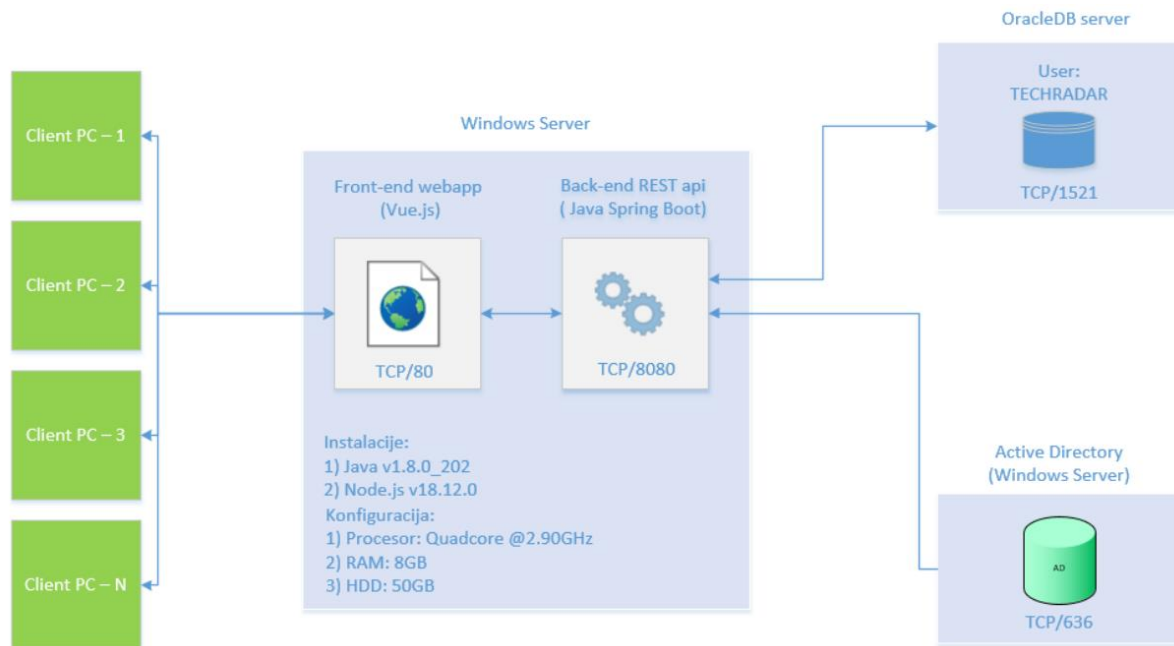 OracleDB server
User:
TECHRADAR
TCP/1521
Client PC – 1
Client PC – 2
Client PC – 3
Client PC – N
Windows Server
Front-end webapp
(Vue.js)
TCP/80
Back-end REST api
( Java Spring Boot)
TCP/8080
Instalacije:
1) Java v1.8.0_202
2) Node.js v18.12.0
Konfiguracija:
1) Procesor: Quadcore @2.90GHz
2) RAM: 8GB
3) HDD: 50GB
Active Directory
(Windows Server)
AD
TCP/636